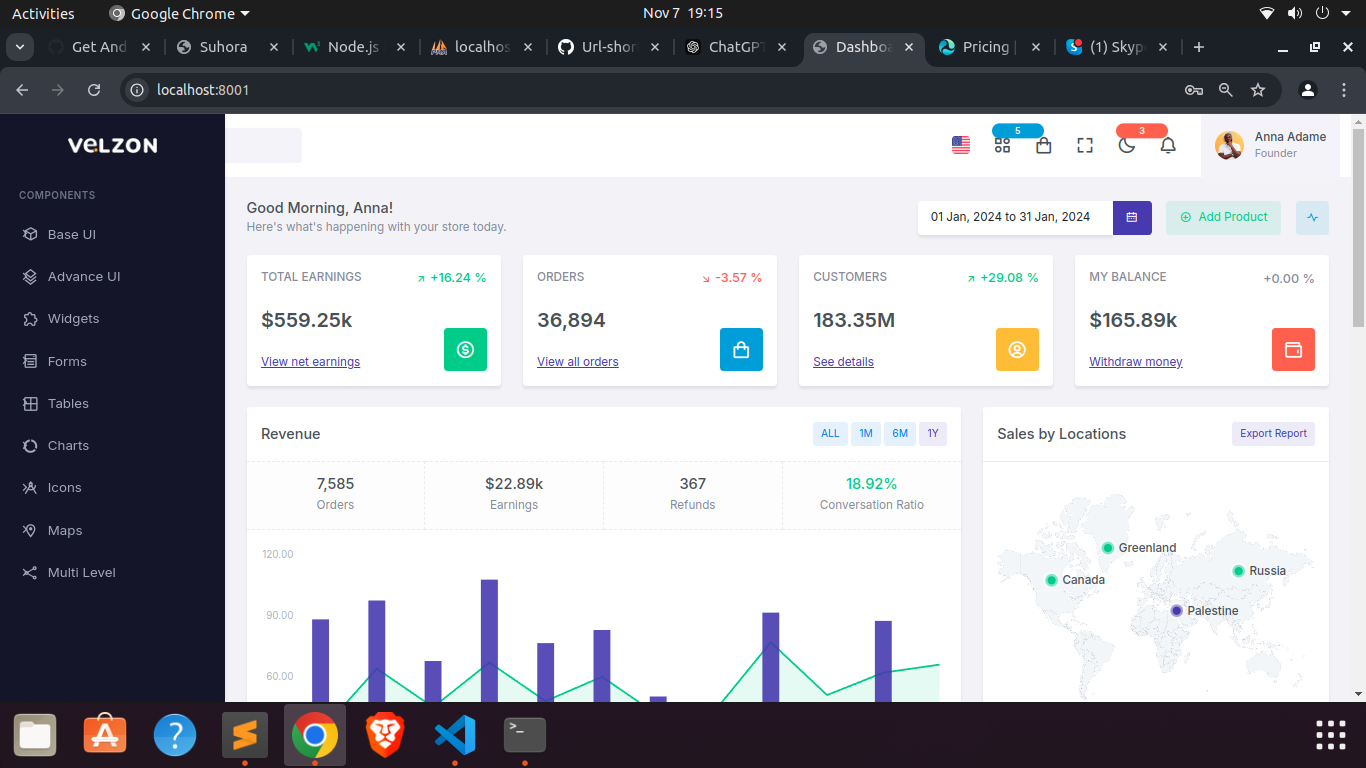 Activities Google Chrome Nov 7 19:15
Get And Suhora Node.js localhos Url-shor ChatGPT Dashboa Pricing (1) Skype
localhost:8001
VELZON
5
3
Anna Adame
Founder
COMPONENTS
Base UI
Advance UI
Widgets
Forms
Tables
Charts
Icons
Maps
Multi Level
Good Morning, Anna!
Here's what's happening with your store today.
01 Jan, 2024 to 31 Jan, 2024
Add Product
TOTAL EARNINGS +16.24 %
$559.25k
View net earnings
ORDERS -3.57 %
36,894
View all orders
CUSTOMERS +29.08 %
183.35M
See details
MY BALANCE +0.00 %
$165.89k
Withdraw money
Revenue
ALL 1M 6M 1Y
7,585
Orders
$22.89k
Earnings
367
Refunds
18.92%
Conversation Ratio
120.00
90.00
60.00
Sales by Locations
Export Report
Greenland
Canada
Russia
Palestine